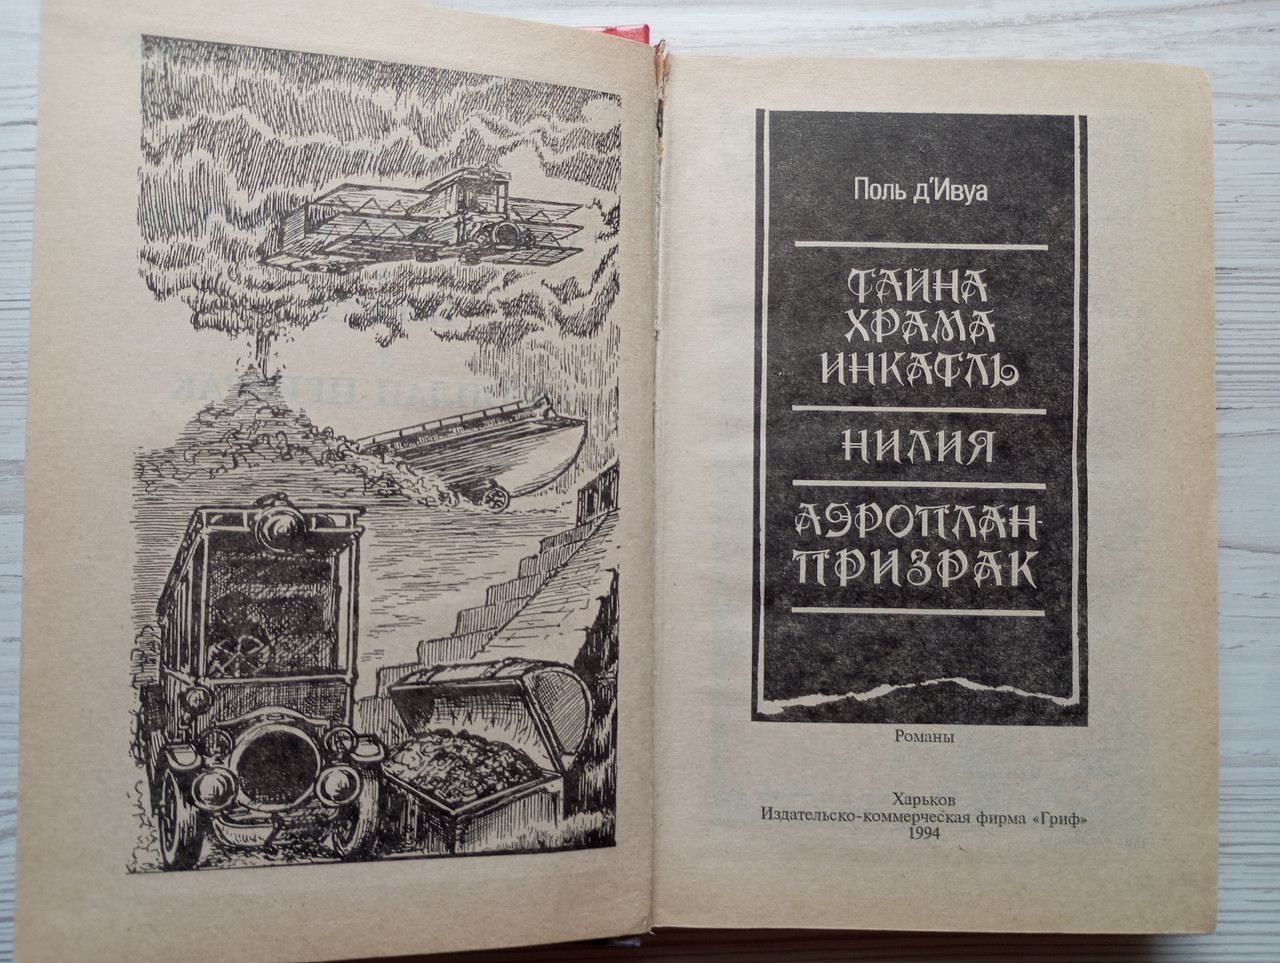 Поль д'Ивуа
ТАЙНА
ХРАМА
ИНКАТЛЬ
НИЛИЯ
АЭРОПЛАН-
ПРИЗРАК
Романы
Харьков
Издательско-коммерческая фирма «Гриф»
1994